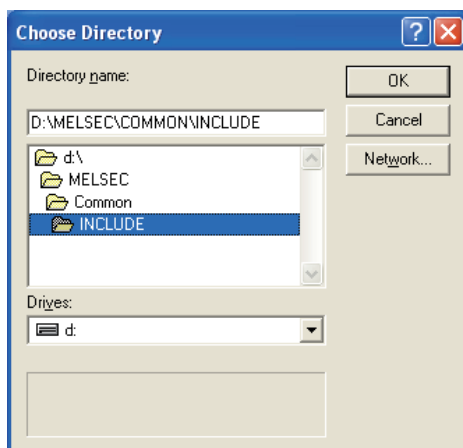 Choose Directory
Directory name:
D:\MELSEC\COMMON\INCLUDE
d:\
MELSEC
Common
INCLUDE
Drives:
d:
OK
Cancel
Network...